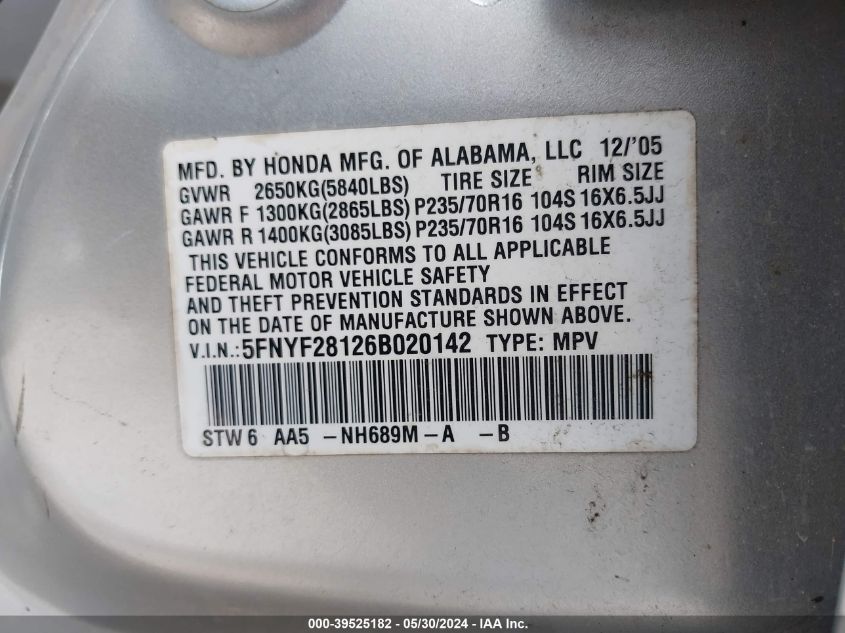 MFD. BY HONDA MFG. OF ALABAMA, LLC 12/'05
GVWR 2650KG(5840LBS) TIRE SIZE RIM SIZE
GAWR F 1300KG(2865LBS) P235/70R16 104S 16X6.5JJ
GAWR R 1400KG(3085LBS) P235/70R16 104S 16X6.5JJ
THIS VEHICLE CONFORMS TO ALL APPLICABLE
FEDERAL MOTOR VEHICLE SAFETY
AND THEFT PREVENTION STANDARDS IN EFFECT
ON THE DATE OF MANUFACTURE SHOWN ABOVE.
V.I.N.: 5FNYF28126B020142 TYPE: MPV
STW 6 AA5 -NH689M-A -B
000-39525182 - 05/30/2024 - IAA Inc.